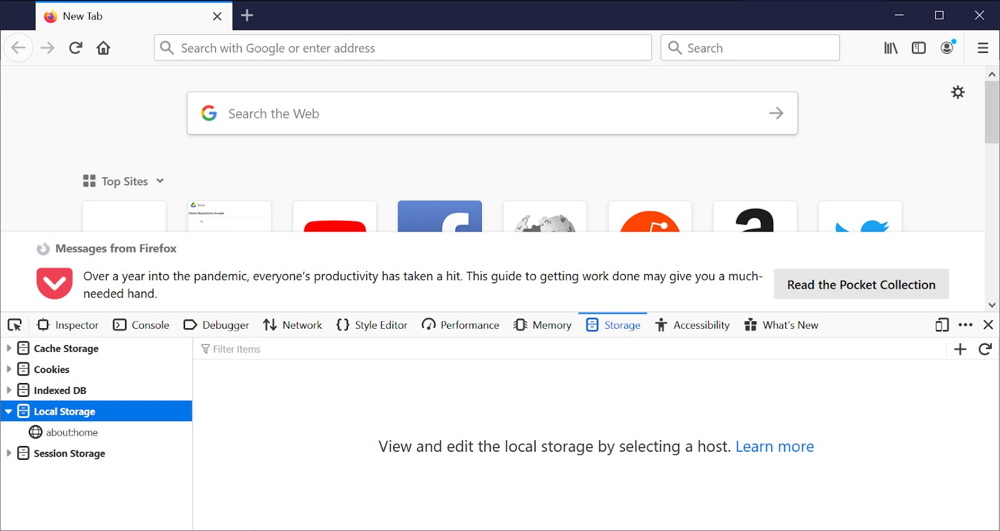 New Tab
Search with Google or enter address
Search
Search the Web
Top Sites
Drive
Demo Resolutions Arcade
Messages from Firefox
Over a year into the pandemic, everyone’s productivity has taken a hit. This guide to getting work done may give you a much-
needed hand.
Read the Pocket Collection
Inspector
Console
Debugger
Network
Style Editor
Performance
Memory
Storage
Accessibility
What’s New
Cache Storage
Filter Items
Cookies
Indexed DB
Local Storage
about:home
Session Storage
View and edit the local storage by selecting a host. Learn more